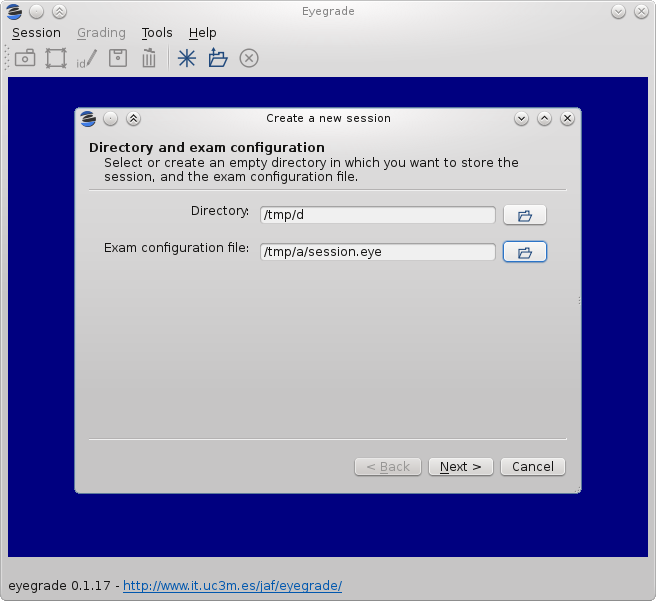 Eyegrade
Session Grading Tools Help
id
Create a new session
Directory and exam configuration
Select or create an empty directory in which you want to store the
session, and the exam configuration file.
Directory: /tmp/d
Exam configuration file: /tmp/a/session.eye
< Back Next > Cancel
eyegrade 0.1.17 - http://www.it.uc3m.es/jaf/eyegrade/